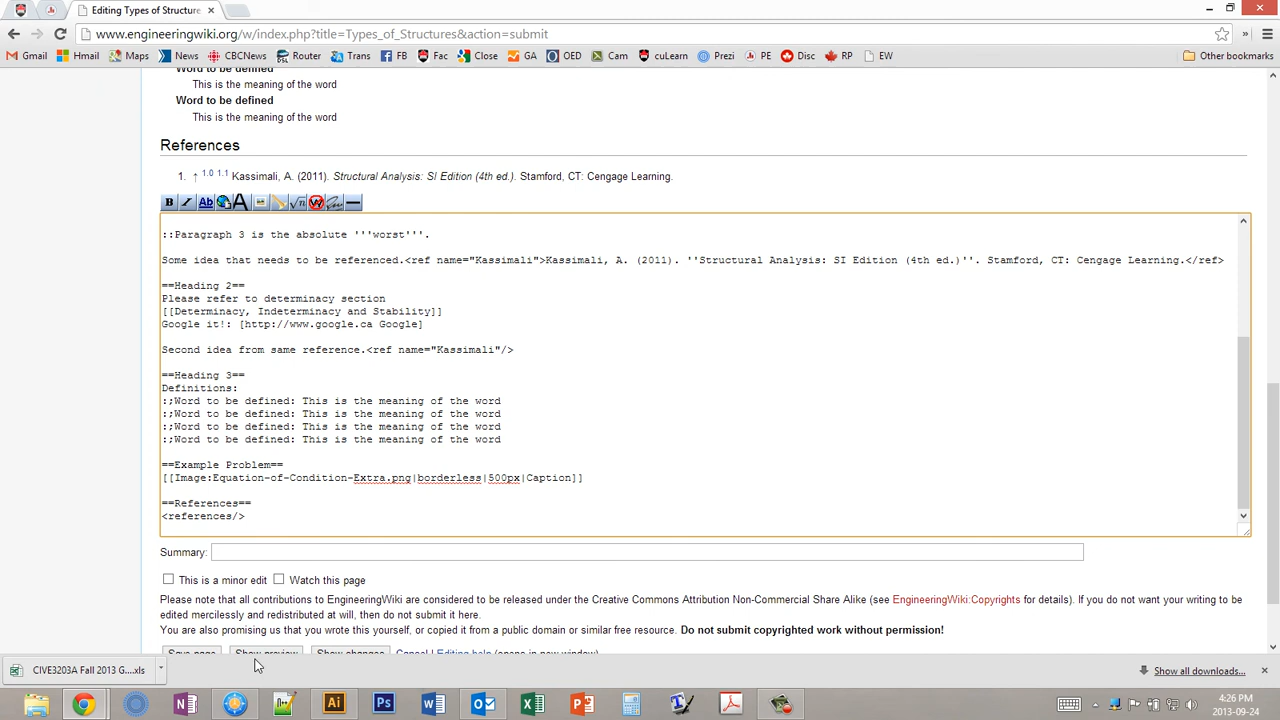 Editing Types of Structure
www.engineeringwiki.org/w/index.php?title=Types_of_Structures&action=submit
Gmail Hmail Maps News CBCNews Router Trans FB Fac Close GA OED Cam cuLearn Prezi PE Disc RP EW Other bookmarks
Word to be defined
This is the meaning of the word
Word to be defined
This is the meaning of the word
References
1. ↑ 1.0 1.1 Kassimali, A. (2011). Structural Analysis: SI Edition (4th ed.). Stamford, CT: Cengage Learning.
::Paragraph 3 is the absolute '''worst'''.
Some idea that needs to be referenced.<ref name="Kassimali">Kassimali, A. (2011). ''Structural Analysis: SI Edition (4th ed.)''. Stamford, CT: Cengage Learning.</ref>
==Heading 2==
Please refer to determinacy section
[[Determinacy, Indeterminacy and Stability]]
Google it!: [http://www.google.ca Google]
Second idea from same reference.<ref name="Kassimali"/>
==Heading 3==
Definitions:
:;Word to be defined: This is the meaning of the word
:;Word to be defined: This is the meaning of the word
:;Word to be defined: This is the meaning of the word
:;Word to be defined: This is the meaning of the word
==Example Problem==
[[Image:Equation-of-Condition-Extra.png|borderless|500px|Caption]]
==References==
<references/>
Summary:
This is a minor edit Watch this page
Please note that all contributions to EngineeringWiki are considered to be released under the Creative Commons Attribution Non-Commercial Share Alike (see EngineeringWiki:Copyrights for details). If you do not want your writing to be
edited mercilessly and redistributed at will, then do not submit it here.
You are also promising us that you wrote this yourself, or copied it from a public domain or similar free resource. Do not submit copyrighted work without permission!
Save page Show preview Show changes Cancel | Editing help (opens in new window)
CIVE3203A Fall 2013 G....xls Show all downloads...
4:26 PM
2013-09-24